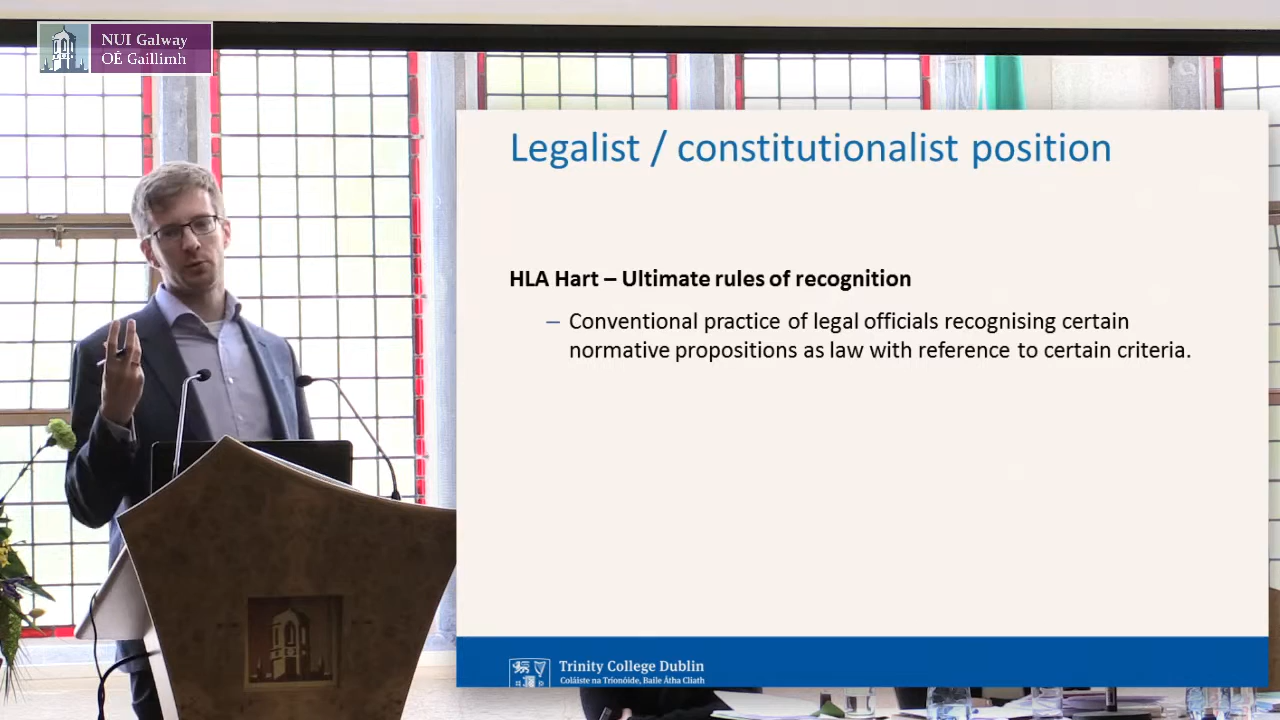 NUI Galway
OÉ Gaillimh
Legalist / constitutionalist position
HLA Hart – Ultimate rules of recognition
– Conventional practice of legal officials recognising certain
normative propositions as law with reference to certain criteria.
Trinity College Dublin
Coláiste na Tríonóide, Baile Átha Cliath